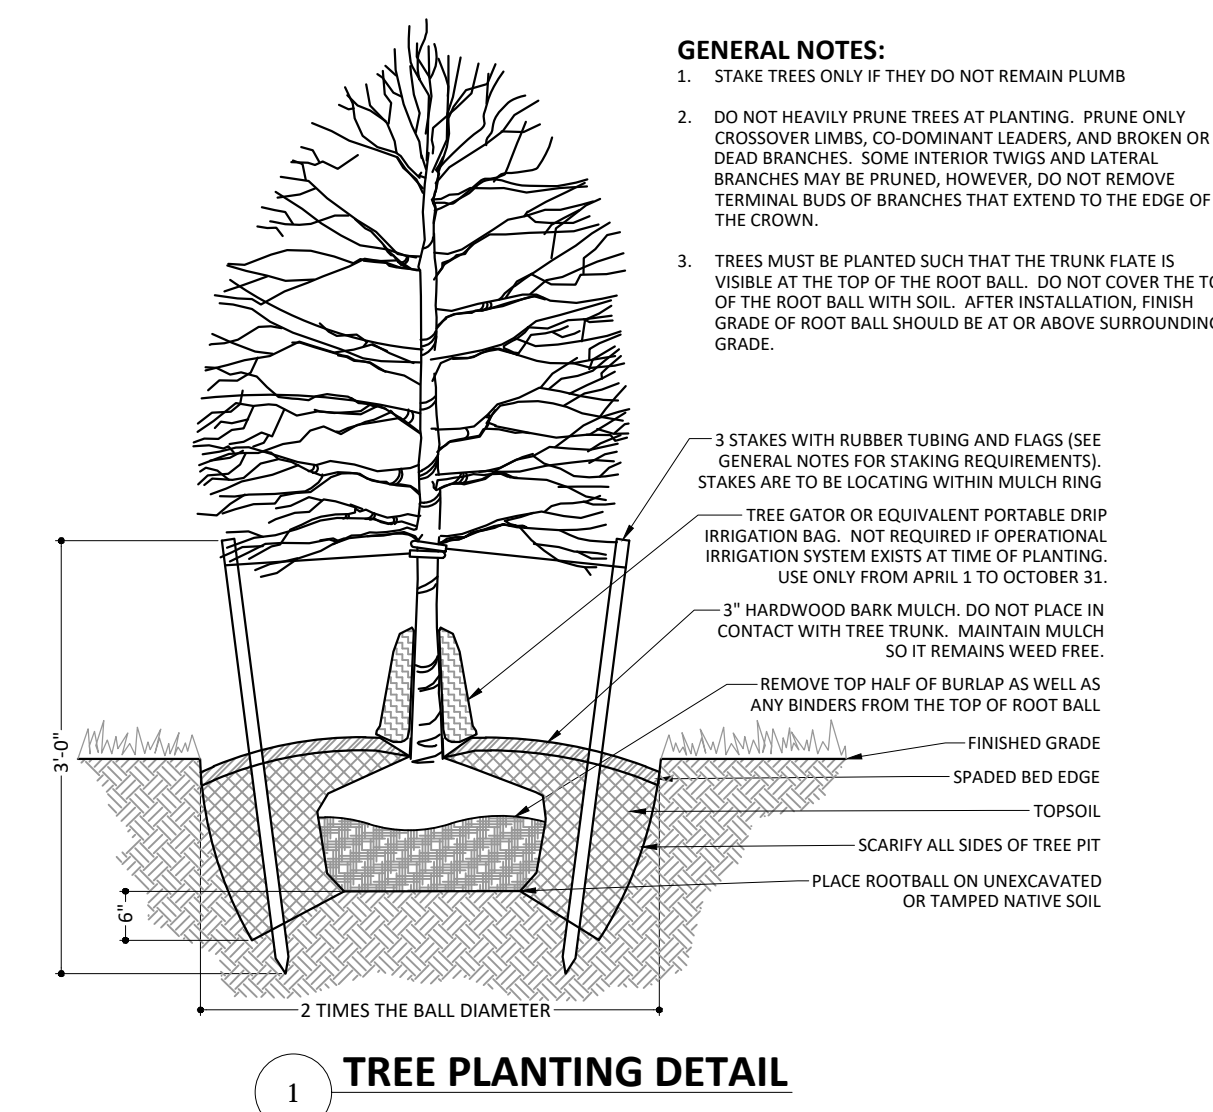 GENERAL NOTES:
1. STAKE TREES ONLY IF THEY DO NOT REMAIN PLUMB
2. DO NOT HEAVILY PRUNE TREES AT PLANTING. PRUNE ONLY
CROSSOVER LIMBS, CO-DOMINANT LEADERS, AND BROKEN OR
DEAD BRANCHES. SOME INTERIOR TWIGS AND LATERAL
BRANCHES MAY BE PRUNED, HOWEVER, DO NOT REMOVE
TERMINAL BUDS OF BRANCHES THAT EXTEND TO THE EDGE OF
THE CROWN.
3. TREES MUST BE PLANTED SUCH THAT THE TRUNK FLATE IS
VISIBLE AT THE TOP OF THE ROOT BALL. DO NOT COVER THE
OF THE ROOT BALL WITH SOIL. AFTER INSTALLATION, FINISH
GRADE OF ROOT BALL SHOULD BE AT OR ABOVE SURROUNDING
GRADE.
3 STAKES WITH RUBBER TUBING AND FLAGS (SEE
GENERAL NOTES FOR STAKING REQUIREMENTS).
STAKES ARE TO BE LOCATING WITHIN MULCH RING
TREE GATOR OR EQUIVALENT PORTABLE DRIP
IRRIGATION BAG. NOT REQUIRED IF OPERATIONAL
IRRIGATION SYSTEM EXISTS AT TIME OF PLANTING.
USE ONLY FROM APRIL 1 TO OCTOBER 31.
3" HARDWOOD BARK MULCH. DO NOT PLACE IN
CONTACT WITH TREE TRUNK. MAINTAIN MULCH
SO IT REMAINS WEED FREE.
REMOVE TOP HALF OF BURLAP AS WELL AS
ANY BINDERS FROM THE TOP OF ROOT BALL
FINISHED GRADE
SPADED BED EDGE
TOPSOIL
SCARIFY ALL SIDES OF TREE PIT
PLACE ROOTBALL ON UNEXCAVATED
OR TAMPED NATIVE SOIL
3'-0"
6"
2 TIMES THE BALL DIAMETER
1 TREE PLANTING DETAIL